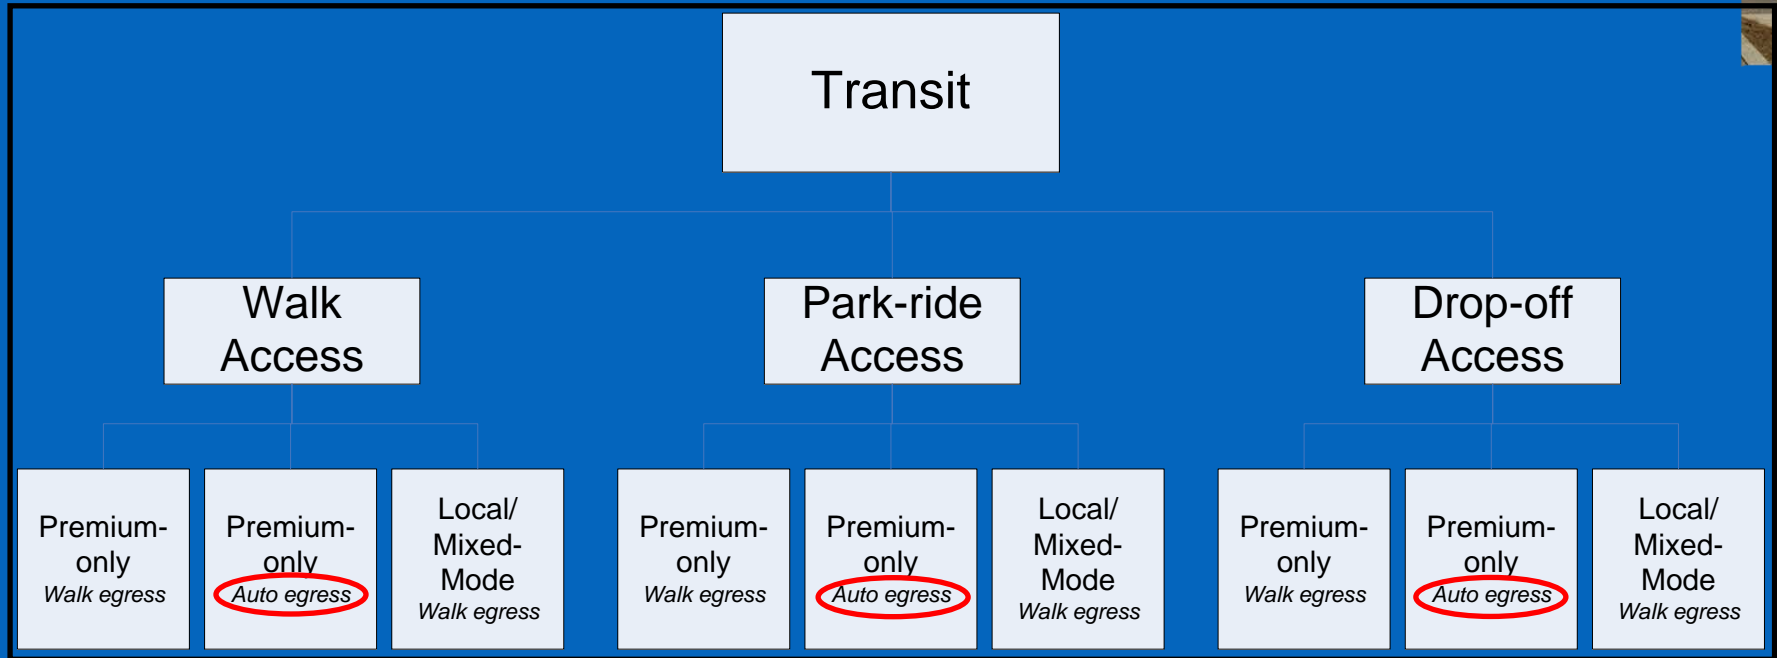 Transit
Walk
Access
Park-ride
Access
Drop-off
Access
Premium-
only
Walk egress
Premium-
only
Auto egress
Local/
Mixed-
Mode
Walk egress
Premium-
only
Walk egress
Premium-
only
Auto egress
Local/
Mixed-
Mode
Walk egress
Premium-
only
Walk egress
Premium-
only
Auto egress
Local/
Mixed-
Mode
Walk egress